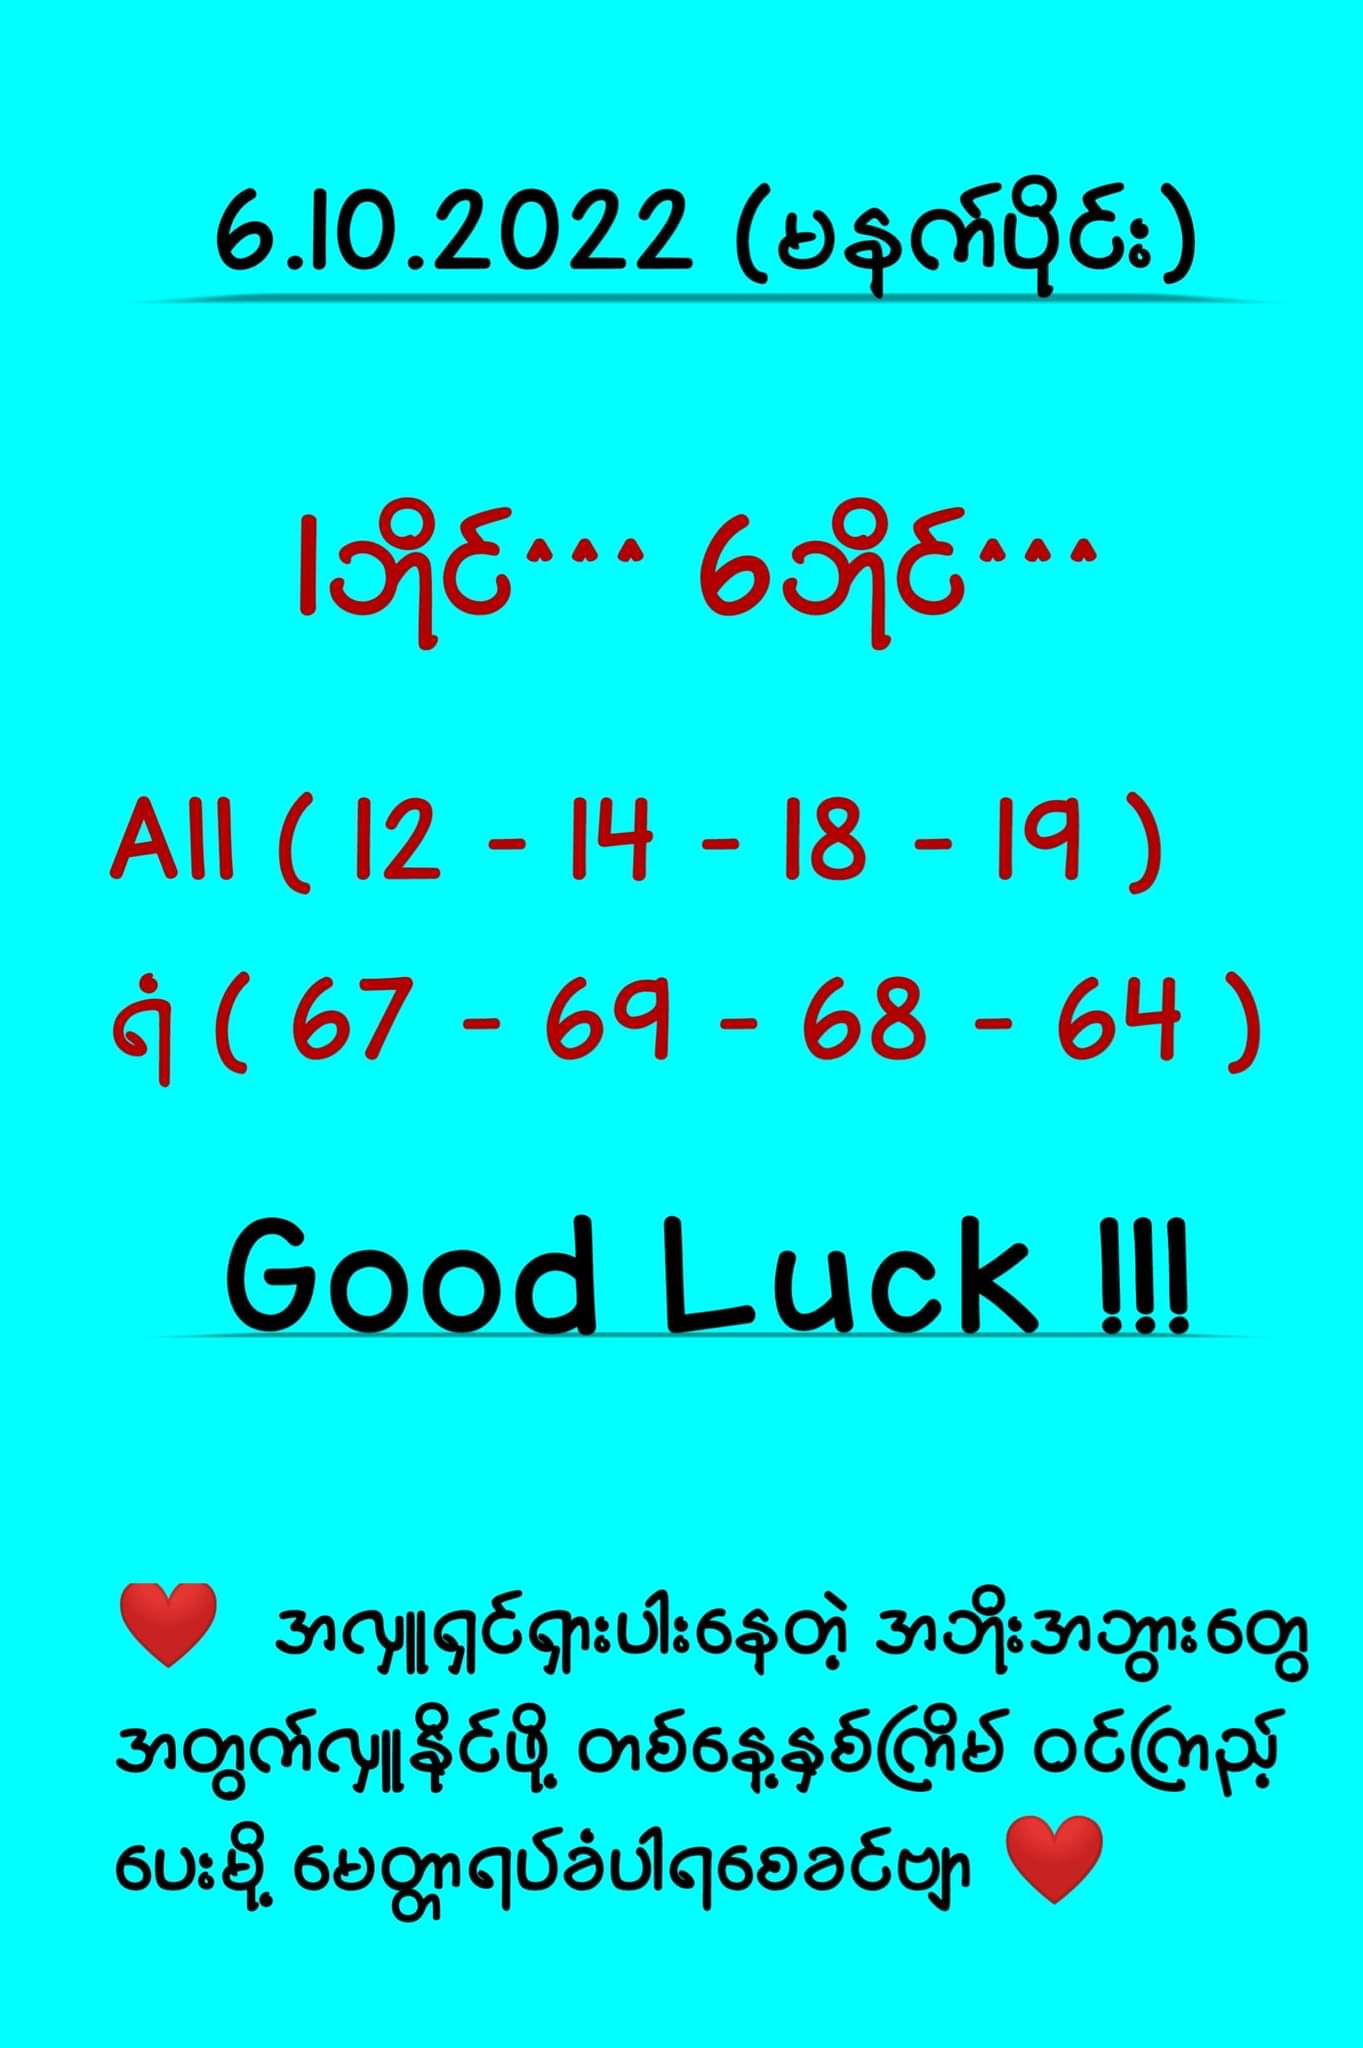 6.10.2022 (မနက်ပိုင်း)
1ဘိုင်^^^ 6ဘိုင်^^^
All ( 12 - 14 - 18 - 19 )
ရံ ( 67 - 69 - 68 - 64 )
Good Luck !!!
❤ အလှူရှင်ရှားပါးနေတဲ့ အဘိုးအဘွားတွေ
အတွက်လှူနိုင်ဖို့ တစ်နေ့နှစ်ကြိမ် ဝင်ကြည့်
ပေးဖို့ မေတ္တာရပ်ခံပါရစေခင်ဗျာ ❤